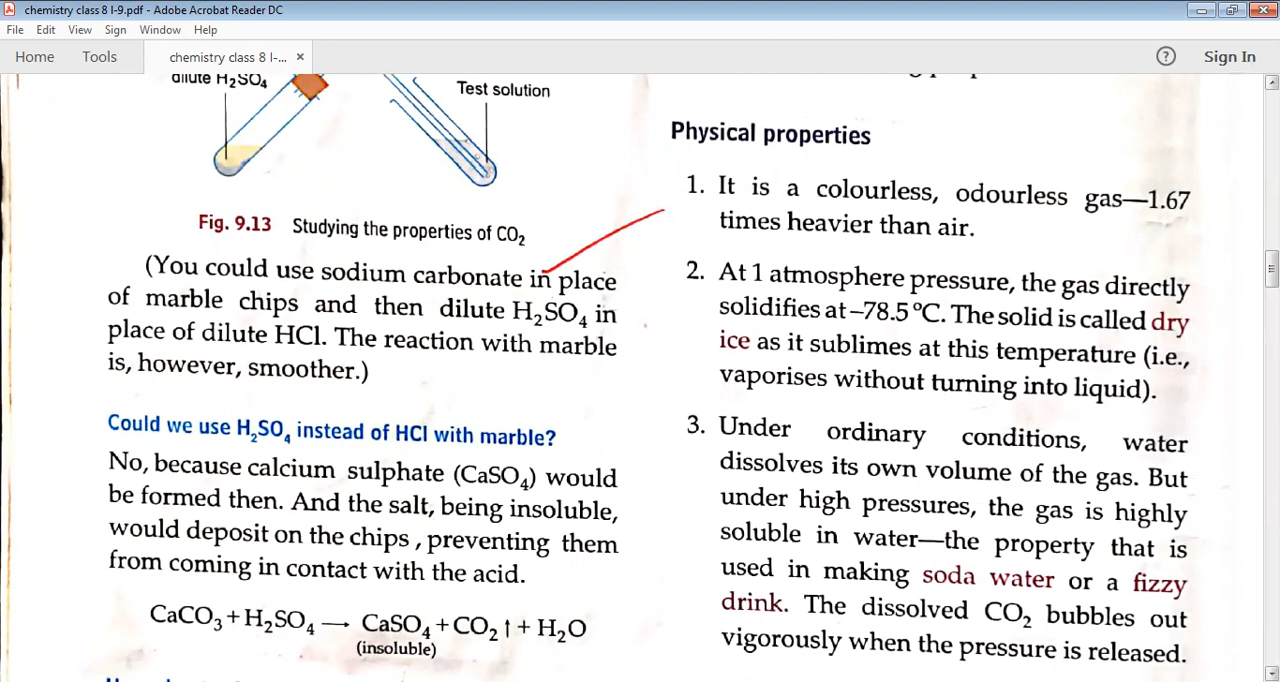 chemistry class 8 l-9.pdf - Adobe Acrobat Reader DC
File Edit View Sign Window Help
Home Tools chemistry class 8 l-... × ? Sign In
dilute H₂SO₄
Test solution
Fig. 9.13 Studying the properties of CO₂
(You could use sodium carbonate in place
of marble chips and then dilute H₂SO₄ in
place of dilute HCl. The reaction with marble
is, however, smoother.)
Could we use H₂SO₄ instead of HCl with marble?
No, because calcium sulphate (CaSO₄) would
be formed then. And the salt, being insoluble,
would deposit on the chips, preventing them
from coming in contact with the acid.
CaCO₃ + H₂SO₄ ⟶ CaSO₄ + CO₂ ↑ + H₂O
(insoluble)
Physical properties
1. It is a colourless, odourless gas—1.67
times heavier than air.
2. At 1 atmosphere pressure, the gas directly
solidifies at –78.5 °C. The solid is called dry
ice as it sublimes at this temperature (i.e.,
vaporises without turning into liquid).
3. Under ordinary conditions, water
dissolves its own volume of the gas. But
under high pressures, the gas is highly
soluble in water—the property that is
used in making soda water or a fizzy
drink. The dissolved CO₂ bubbles out
vigorously when the pressure is released.